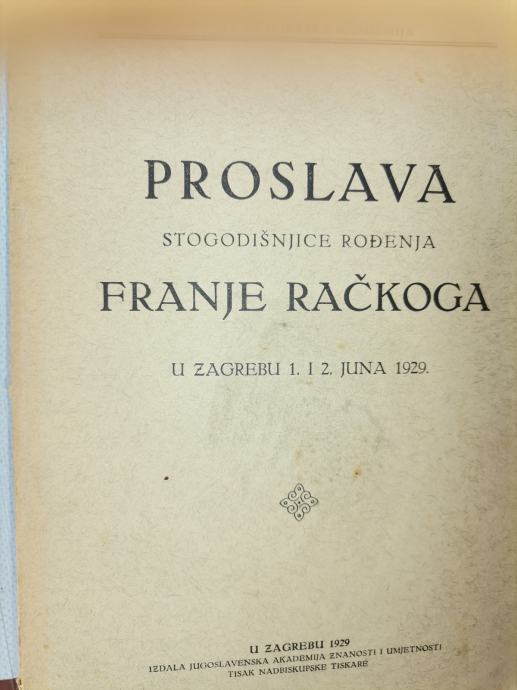 PROSLAVA
STOGODIŠNJICE ROĐENJA
FRANJE RAČKOGA
U ZAGREBU 1. I 2. JUNA 1929.
U ZAGREBU 1929
IZDALA JUGOSLAVENSKA AKADEMIJA ZNANOSTI I UMJETNOSTI
TISAK NADBISKUPSKE TISKARE